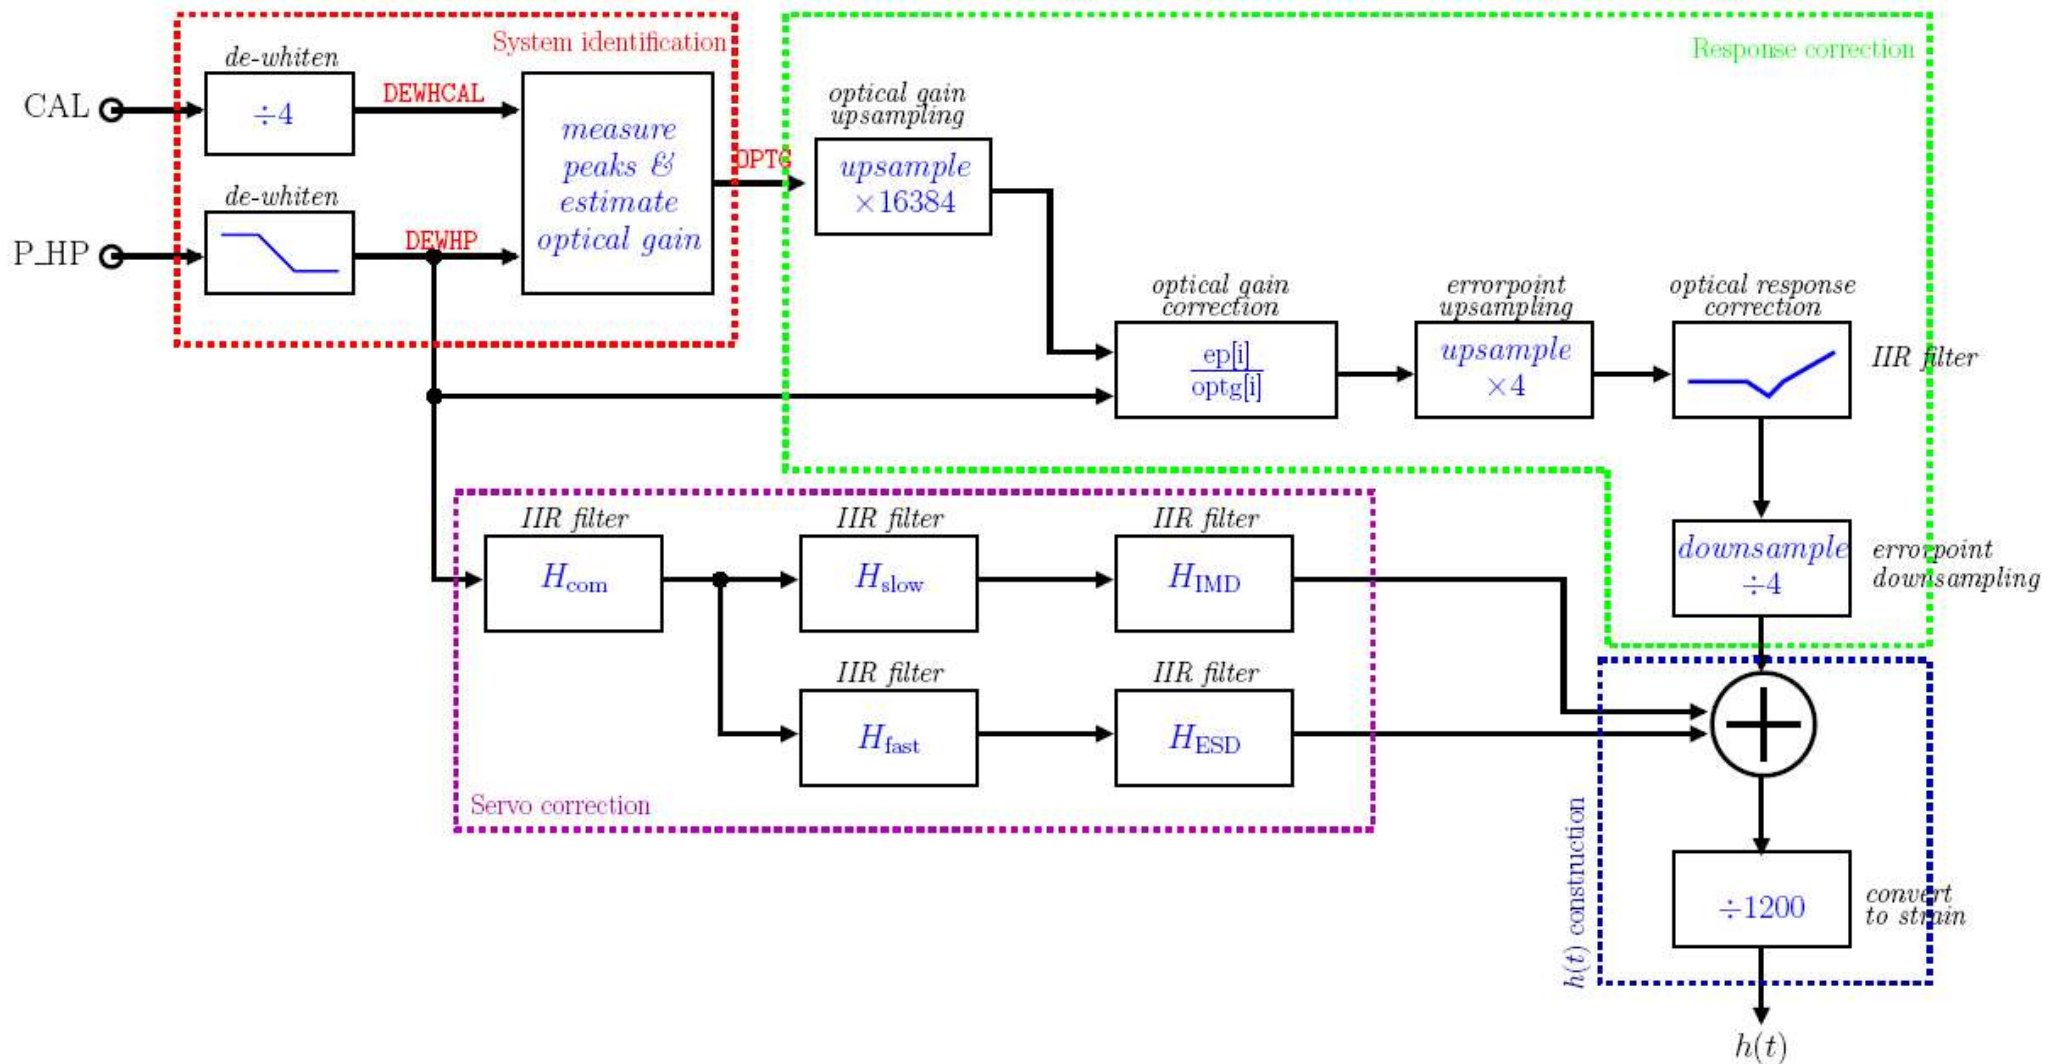 System identification
Response correction
de-whiten
CAL
÷4
DEWHCAL
measure
peaks &
estimate
optical gain
de-whiten
P_HP
DEWHP
OPTG
optical gain
upsampling
upsample
×16384
optical gain
correction
ep[i]
optg[i]
errorpoint
upsampling
upsample
×4
optical response
correction
IIR filter
downsample
÷4
errorpoint
downsampling
IIR filter
H_com
IIR filter
H_slow
IIR filter
H_IMD
IIR filter
H_fast
IIR filter
H_ESD
Servo correction
h(t) construction
÷1200
convert
to strain
h(t)